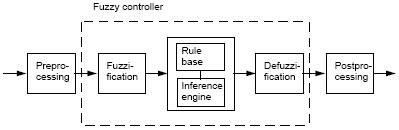 Fuzzy controller
Prepro-
cessing
Fuzzi-
fication
Rule
base
Inference
engine
Defuzzi-
fication
Postpro-
cessing